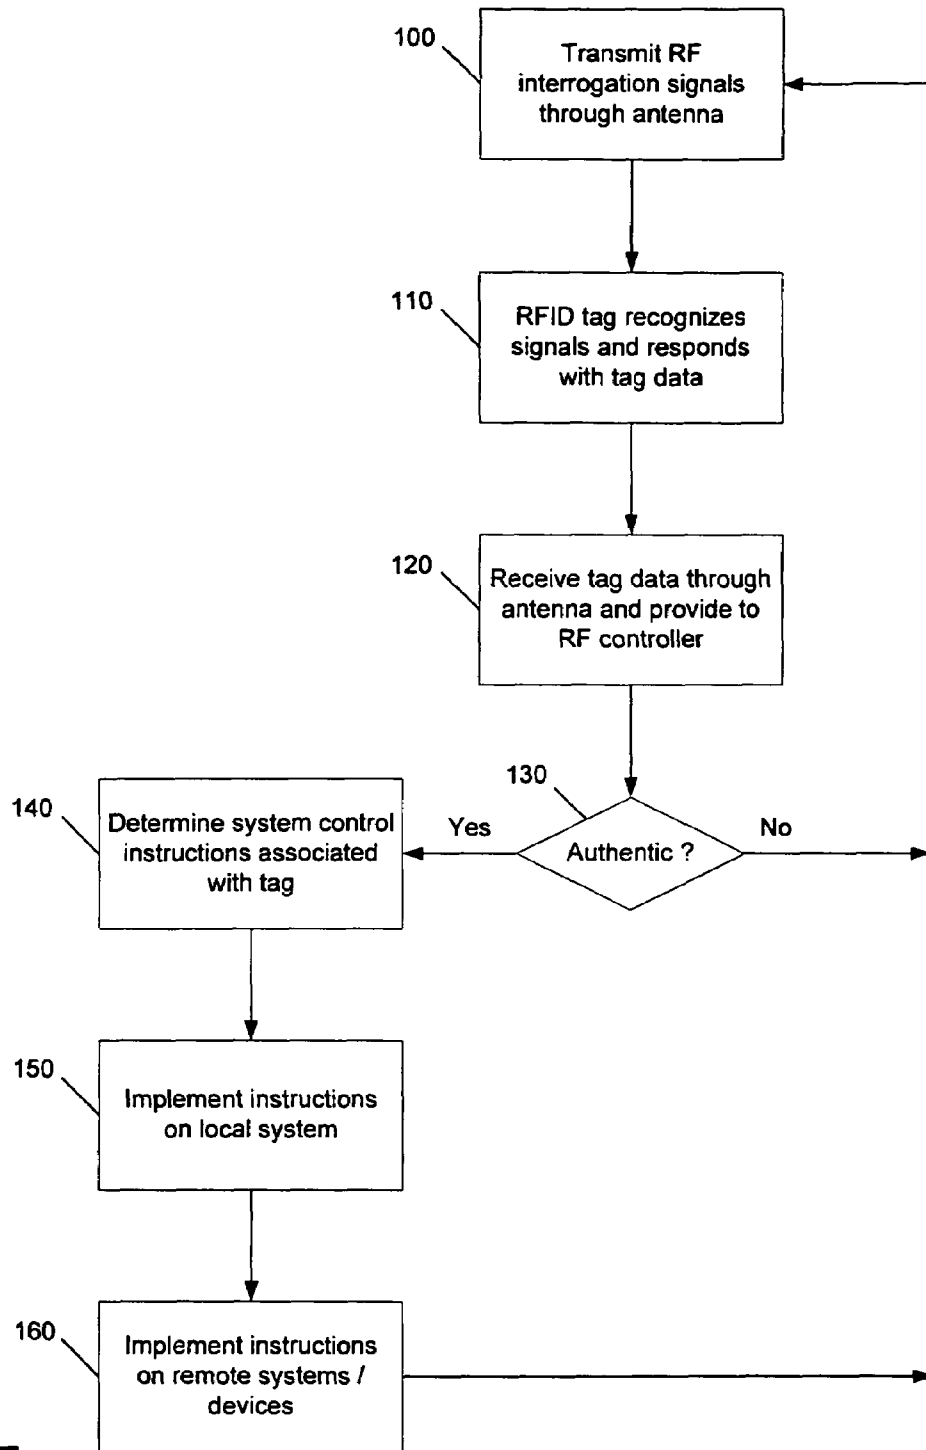 100
Transmit RF
interrogation signals
through antenna
110
RFID tag recognizes
signals and responds
with tag data
120
Receive tag data through
antenna and provide to
RF controller
130
Authentic ?
Yes
No
140
Determine system control
instructions associated
with tag
150
Implement instructions
on local system
160
Implement instructions
on remote systems /
devices